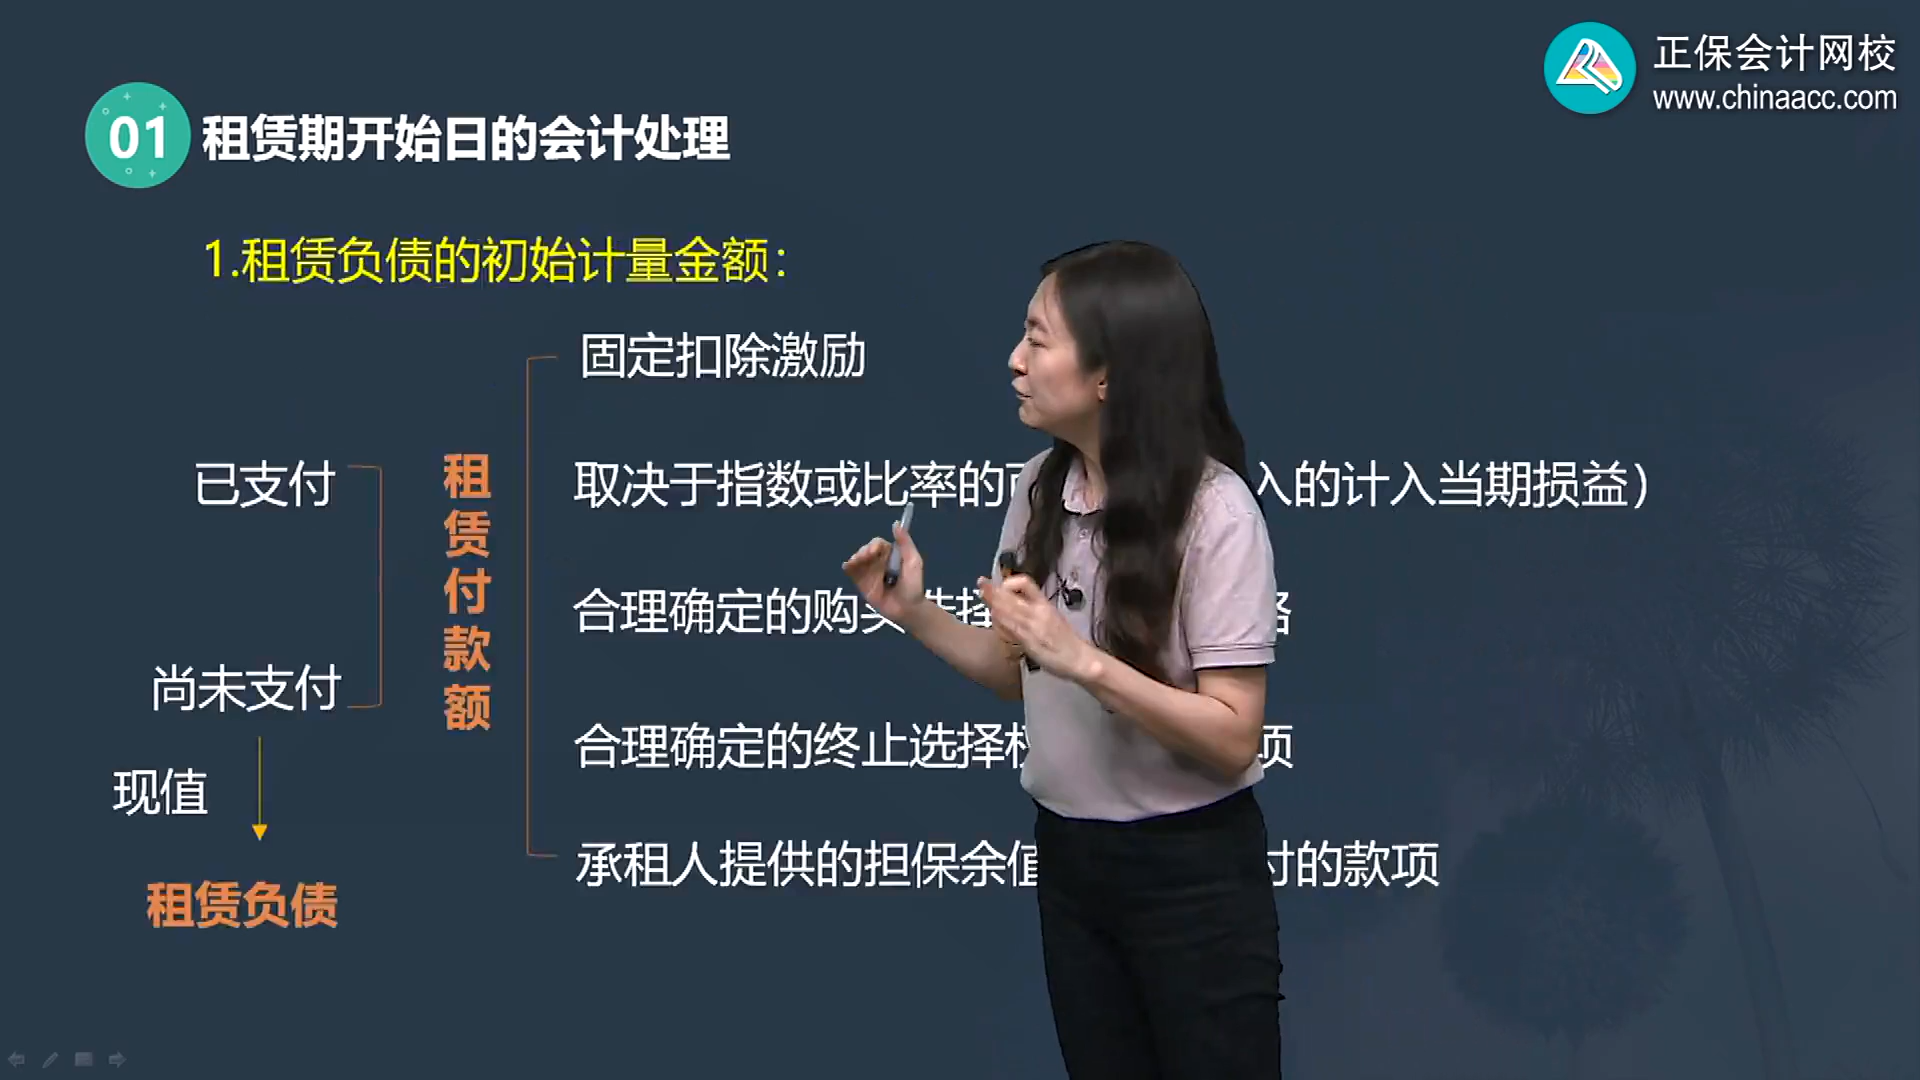 正保会计网校
www.chinaacc.com
01 租赁期开始日的会计处理
1.租赁负债的初始计量金额：
固定扣除激励
已支付
租赁付款额
取决于指数或比率的 入的计入当期损益）
合理确定的购买选择
尚未支付
合理确定的终止选择 项
现值
承租人提供的担保余值 付的款项
租赁负债